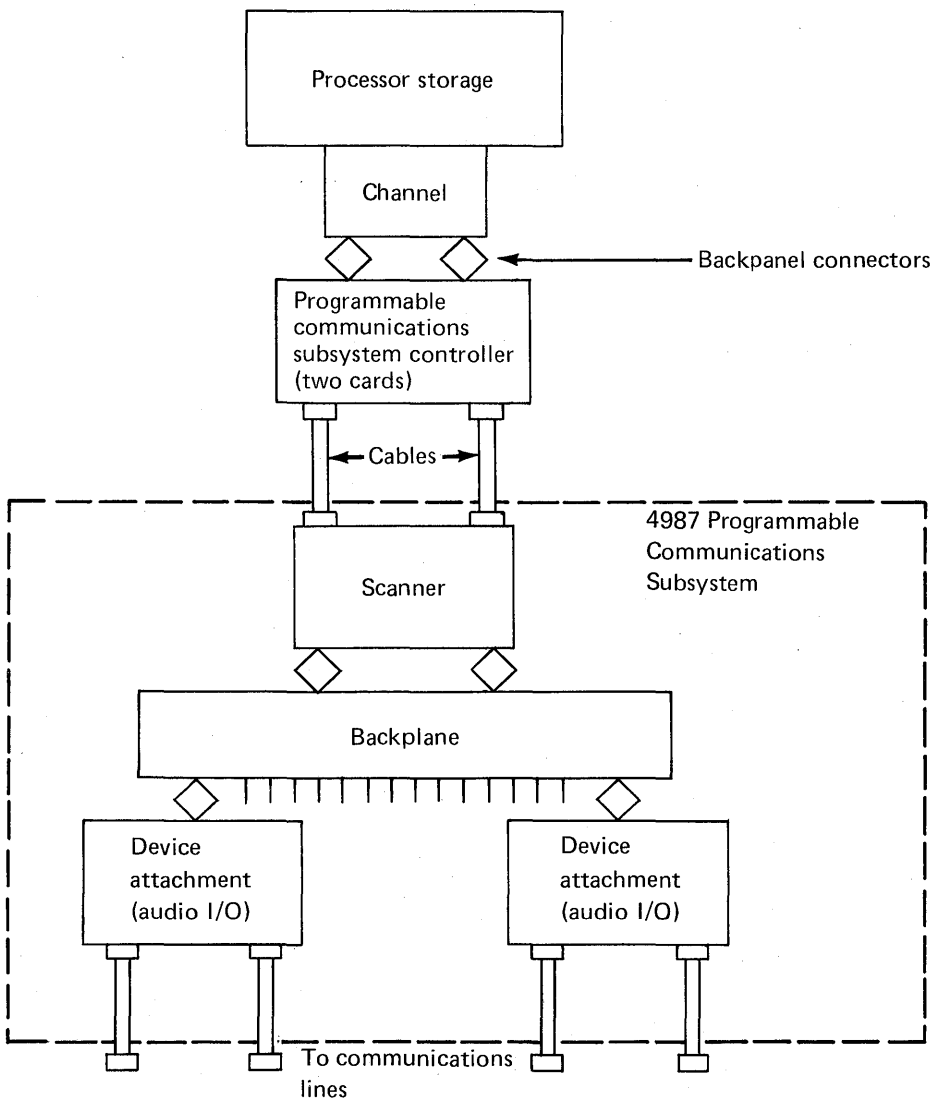 Processor storage
Channel
Backpanel connectors
Programmable
communications
subsystem controller
(two cards)
Cables
4987 Programmable
Communications
Subsystem
Scanner
Backplane
Device
attachment
(audio I/O)
Device
attachment
(audio I/O)
To communications
lines